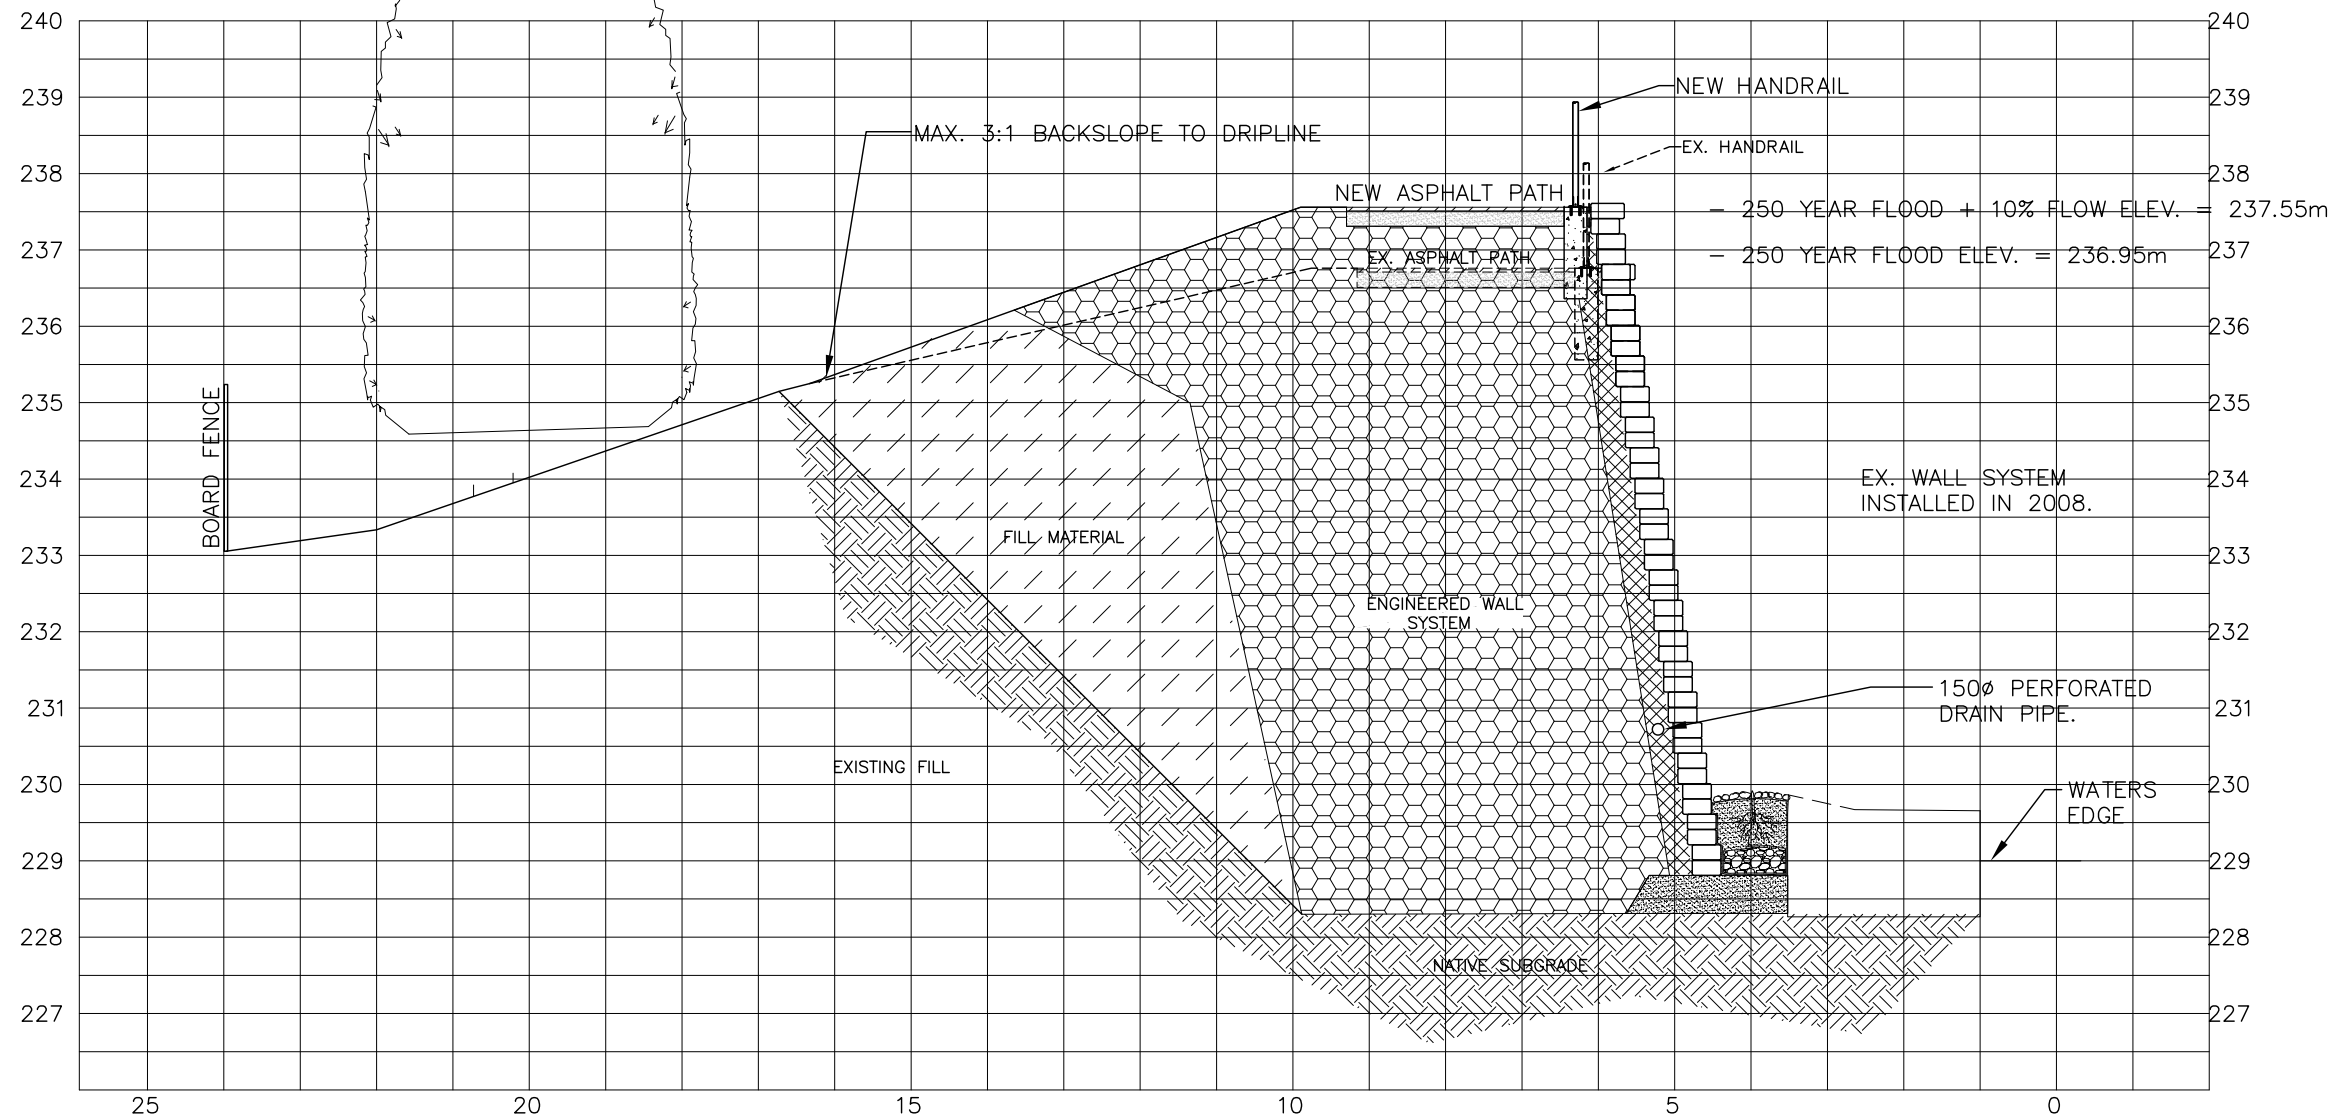 240
240
239
NEW HANDRAIL
239
MAX. 3:1 BACKSLOPE TO DRIPLINE
EX. HANDRAIL
238
238
NEW ASPHALT PATH
- 250 YEAR FLOOD + 10% FLOW ELEV. = 237.55m
237
EX. ASPHALT PATH
237
- 250 YEAR FLOOD ELEV. = 236.95m
236
236
235
235
BOARD FENCE
234
EX. WALL SYSTEM
INSTALLED IN 2008.
234
FILL MATERIAL
233
233
ENGINEERED WALL
SYSTEM
232
232
150ø PERFORATED
DRAIN PIPE.
231
231
EXISTING FILL
230
230
WATERS
EDGE
229
229
228
228
NATIVE SUBGRADE
227
227
25
20
15
10
5
0